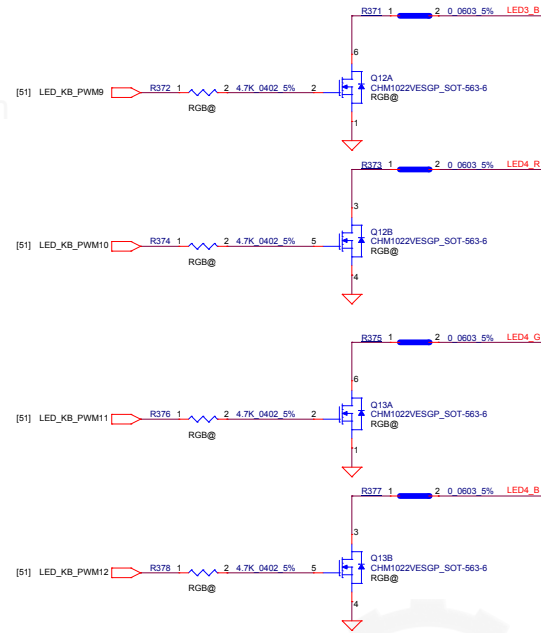 R371 1 2 0_0603_5% LED3_B
6
Q12A
[51] LED_KB_PWM9 R372 1 2 4.7K_0402_5% 2 CHM1022VESGP_SOT-563-6
RGB@
RGB@
1
R373 1 2 0_0603_5% LED4_R
3
Q12B
[51] LED_KB_PWM10 R374 1 2 4.7K_0402_5% 5 CHM1022VESGP_SOT-563-6
RGB@
RGB@
4
R375 1 2 0_0603_5% LED4_G
6
Q13A
[51] LED_KB_PWM11 R376 1 2 4.7K_0402_5% 2 CHM1022VESGP_SOT-563-6
RGB@
RGB@
1
R377 1 2 0_0603_5% LED4_B
3
Q13B
[51] LED_KB_PWM12 R378 1 2 4.7K_0402_5% 5 CHM1022VESGP_SOT-563-6
RGB@
RGB@
4